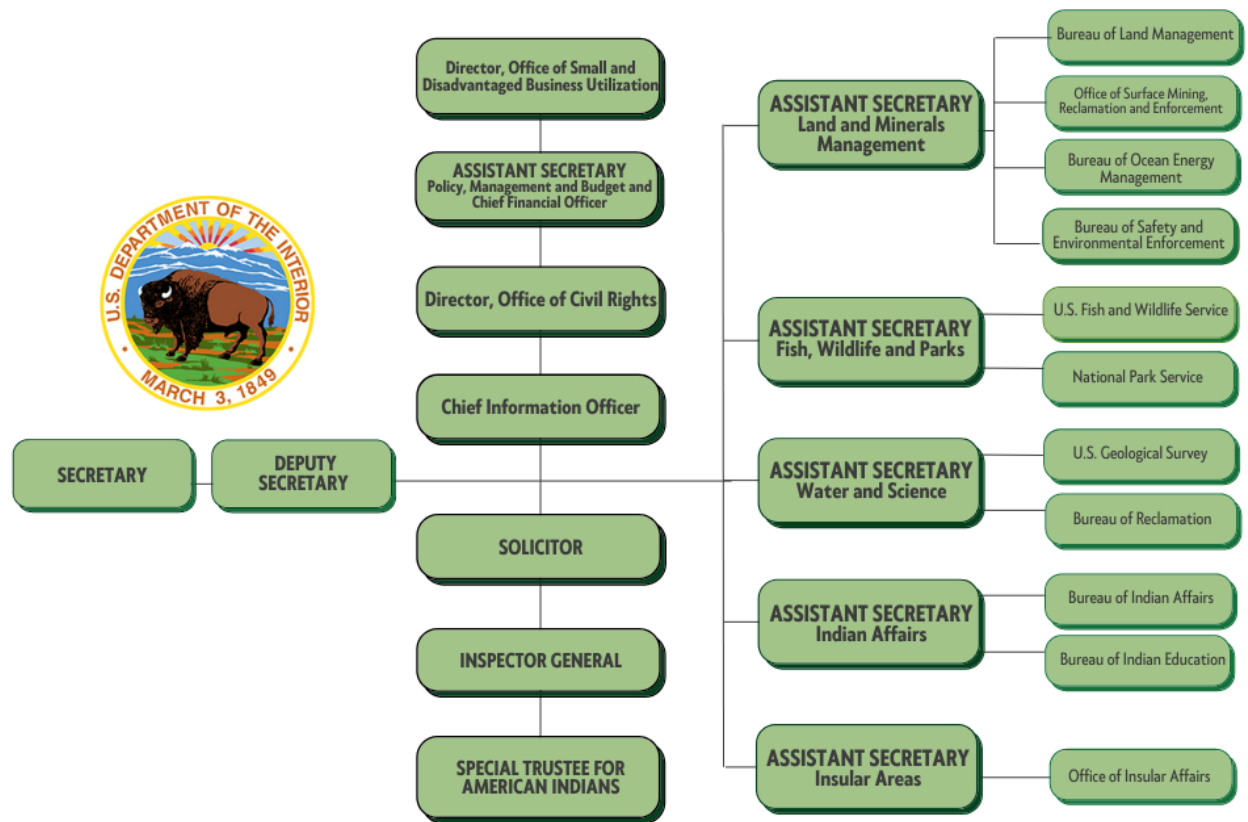 U.S. DEPARTMENT OF THE INTERIOR
MARCH 3, 1849
SECRETARY
DEPUTY
SECRETARY
Director, Office of Small and
Disadvantaged Business Utilization
ASSISTANT SECRETARY
Policy, Management and Budget and
Chief Financial Officer
Director, Office of Civil Rights
Chief Information Officer
SOLICITOR
INSPECTOR GENERAL
SPECIAL TRUSTEE FOR
AMERICAN INDIANS
ASSISTANT SECRETARY
Land and Minerals
Management
Bureau of Land Management
Office of Surface Mining,
Reclamation and Enforcement
Bureau of Ocean Energy
Management
Bureau of Safety and
Environmental Enforcement
ASSISTANT SECRETARY
Fish, Wildlife and Parks
U.S. Fish and Wildlife Service
National Park Service
ASSISTANT SECRETARY
Water and Science
U.S. Geological Survey
Bureau of Reclamation
ASSISTANT SECRETARY
Indian Affairs
Bureau of Indian Affairs
Bureau of Indian Education
ASSISTANT SECRETARY
Insular Areas
Office of Insular Affairs